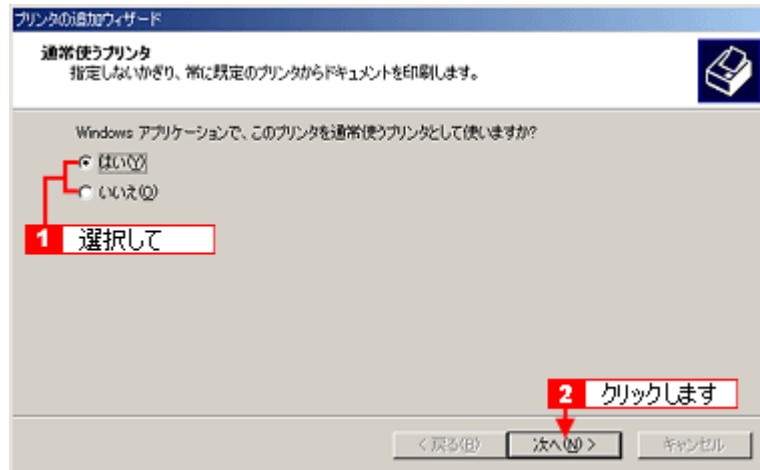 プリンタの追加ウィザード
通常使うプリンタ
指定しないかぎり、常に既定のプリンタからドキュメントを印刷します。
Windows アプリケーションで、このプリンタを通常使うプリンタとして使いますか?
はい(Y)
いいえ(O)
1 選択して
2 クリックします
< 戻る(B)
次へ(N) >
キャンセル